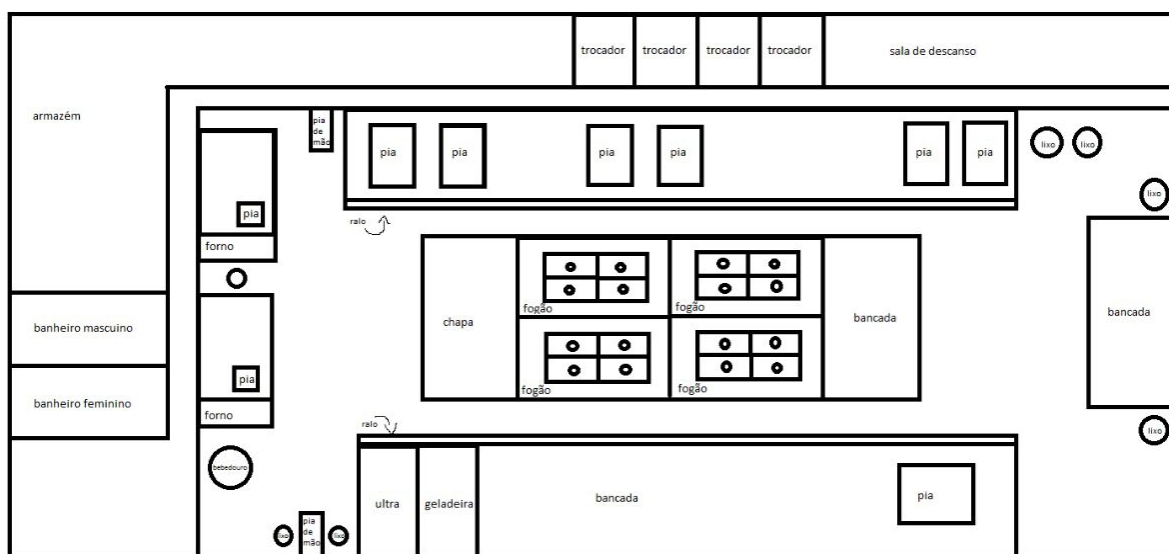 trocador
trocador
trocador
trocador
sala de descanso
armazém
pia
de
mão
pia
pia
pia
pia
pia
pia
lixo
lixo
lixo
pia
ralo
forno
chapa
fogão
fogão
bancada
bancada
banheiro mascuino
pia
banheiro feminino
fogão
fogão
forno
ralo
lixo
bebedouro
ultra
geladeira
bancada
pia
lixo
pia
de
mão
lixo